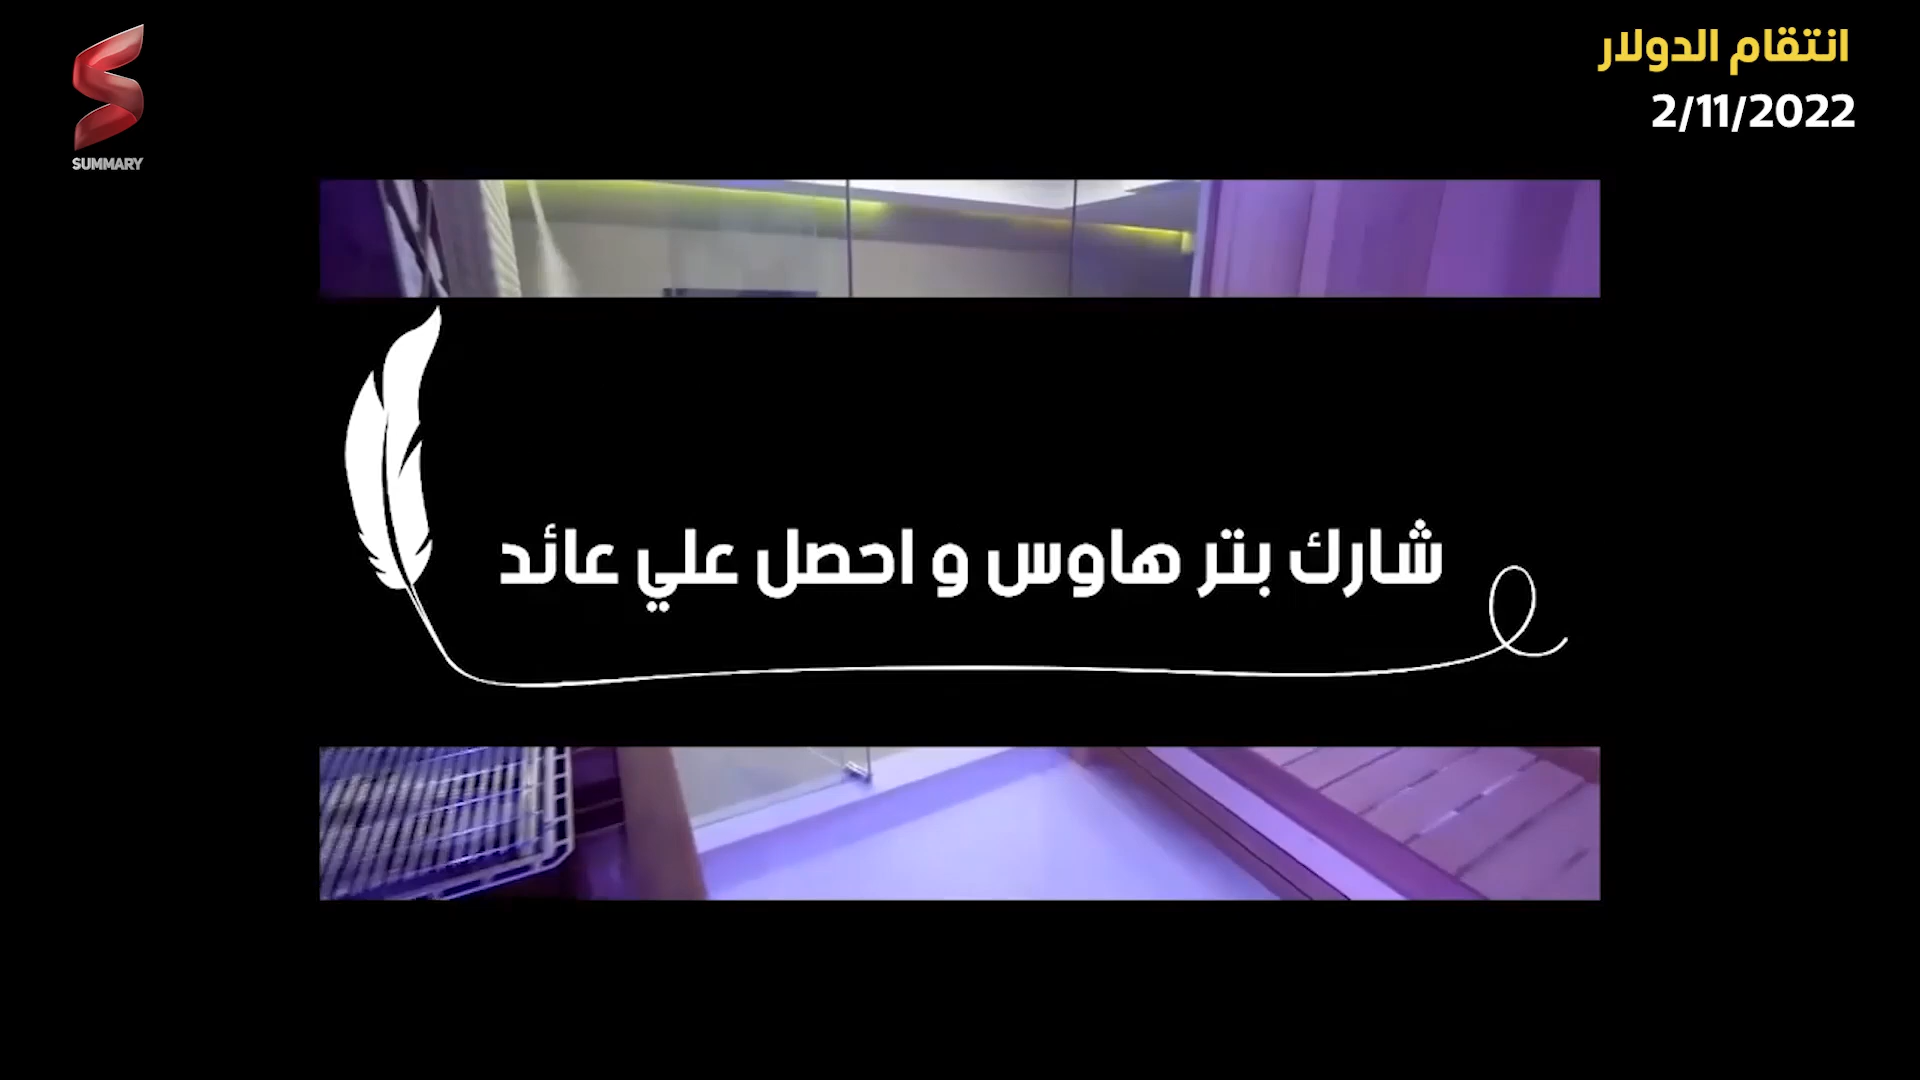 SUMMARY
انتقام الدولار
2/11/2022
شارك بتر هاوس و احصل علي عائد